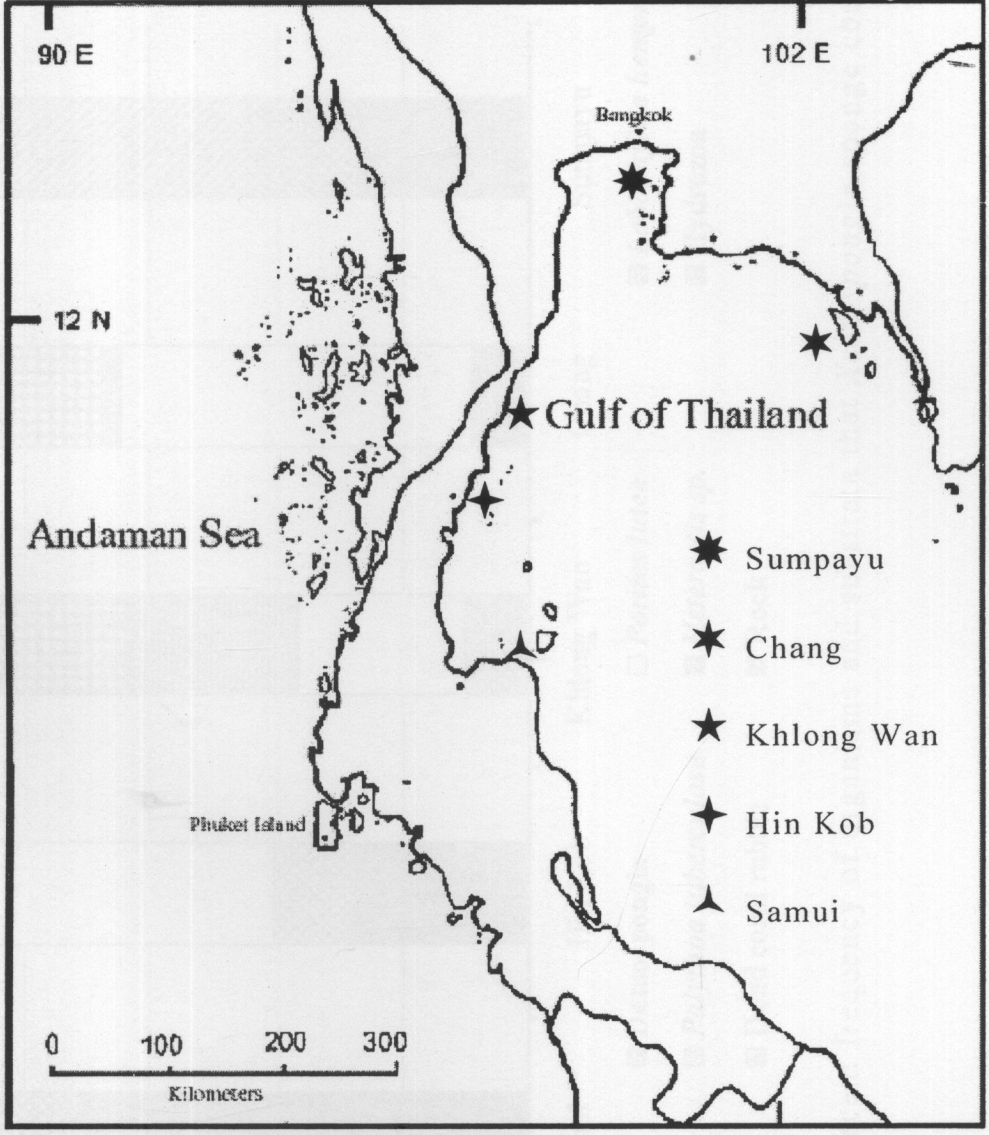 90 E
102 E
Bangkok
12 N
Gulf of Thailand
Andaman Sea
Sumpayu
Chang
Khlong Wan
Hin Kob
Samui
Phuket Island
0 100 200 300
Kilometers